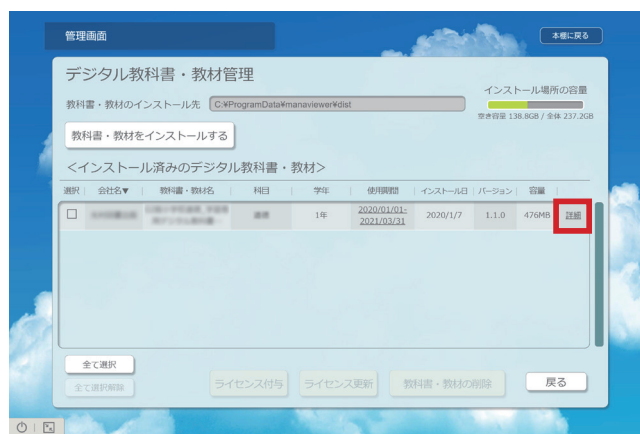 管理画面
本棚に戻る
デジタル教科書・教材管理
インストール場所の容量
教科書・教材のインストール先 C:¥ProgramData¥manaviewer¥dist
空き容量 138.8GB / 全体 237.2GB
教科書・教材をインストールする
<インストール済みのデジタル教科書・教材>
選択 会社名▼ 教科書・教材名 科目 学年 使用期間 インストール日 バージョン 容量
1年 2020/01/01- 2020/1/7 1.1.0 476MB 詳細
2021/03/31
全て選択
全て選択解除 ライセンス付与 ライセンス更新 教科書・教材の削除 戻る